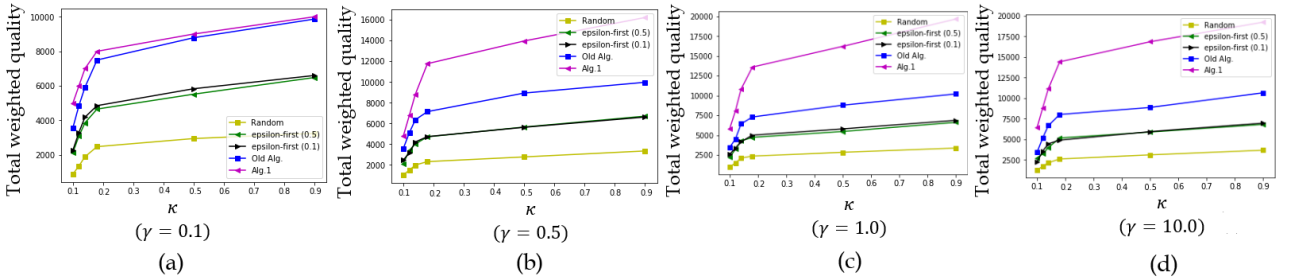 Total weighted quality
10000
8000
6000
4000
2000
Random
epsilon-first (0.5)
epsilon-first (0.1)
Old Alg.
Alg.1
0.1 0.2 0.3 0.4 0.5 0.6 0.7 0.8 0.9
κ
(γ = 0.1)
(a)
Total weighted quality
16000
14000
12000
10000
8000
6000
4000
2000
Random
epsilon-first (0.5)
epsilon-first (0.1)
Old Alg.
Alg.1
0.1 0.2 0.3 0.4 0.5 0.6 0.7 0.8 0.9
κ
(γ = 0.5)
(b)
Total weighted quality
20000
17500
15000
12500
10000
7500
5000
2500
Random
epsilon-first (0.5)
epsilon-first (0.1)
Old Alg.
Alg.1
0.1 0.2 0.3 0.4 0.5 0.6 0.7 0.8 0.9
κ
(γ = 1.0)
(c)
Total weighted quality
20000
17500
15000
12500
10000
7500
5000
2500
Random
epsilon-first (0.5)
epsilon-first (0.1)
Old Alg.
Alg.1
0.1 0.2 0.3 0.4 0.5 0.6 0.7 0.8 0.9
κ
(γ = 10.0)
(d)